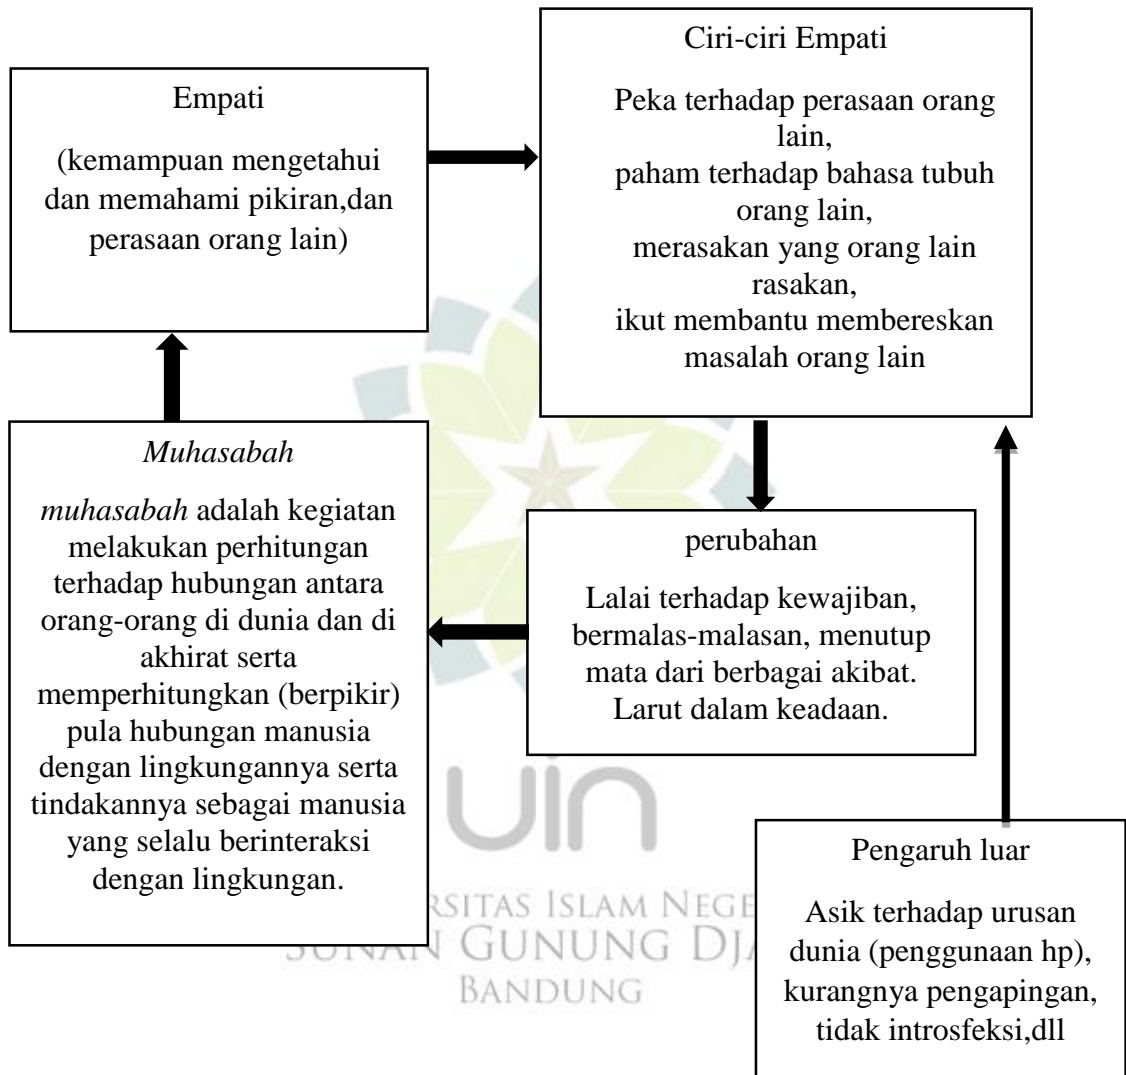 Empati
(kemampuan mengetahui
dan memahami pikiran,dan
perasaan orang lain)
Ciri-ciri Empati
Peka terhadap perasaan orang
lain,
paham terhadap bahasa tubuh
orang lain,
merasakan yang orang lain
rasakan,
ikut membantu membereskan
masalah orang lain
Muhasabah
muhasabah adalah kegiatan
melakukan perhitungan
terhadap hubungan antara
orang-orang di dunia dan di
akhirat serta
memperhitungkan (berpikir)
pula hubungan manusia
dengan lingkungannya serta
tindakannya sebagai manusia
yang selalu berinteraksi
dengan lingkungan.
perubahan
Lalai terhadap kewajiban,
bermalas-malasan, menutup
mata dari berbagai akibat.
Larut dalam keadaan.
Pengaruh luar
Asik terhadap urusan
dunia (penggunaan hp),
kurangnya pengapingan,
tidak introsfeksi,dll
uin
RSITAS ISLAM NEGE
SUNAN GUNUNG DJA
BANDUNG